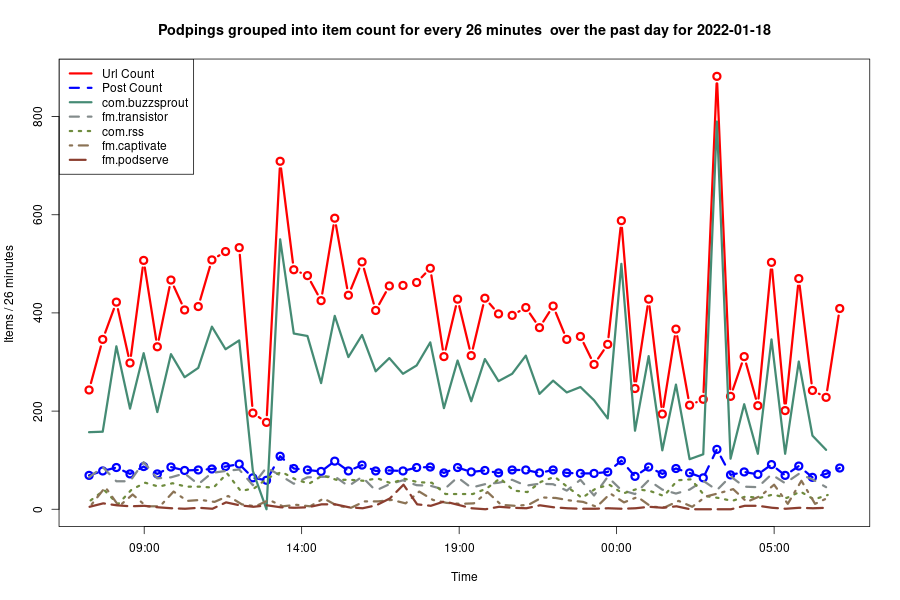 Podpings grouped into item count for every 26 minutes  over the past day for 2022-01-18
Url Count
Post Count
com.buzzsprout
fm.transistor
com.rss
fm.captivate
fm.podserve
Items / 26 minutes
800
600
400
200
0
09:00 14:00 19:00 00:00 05:00
Time